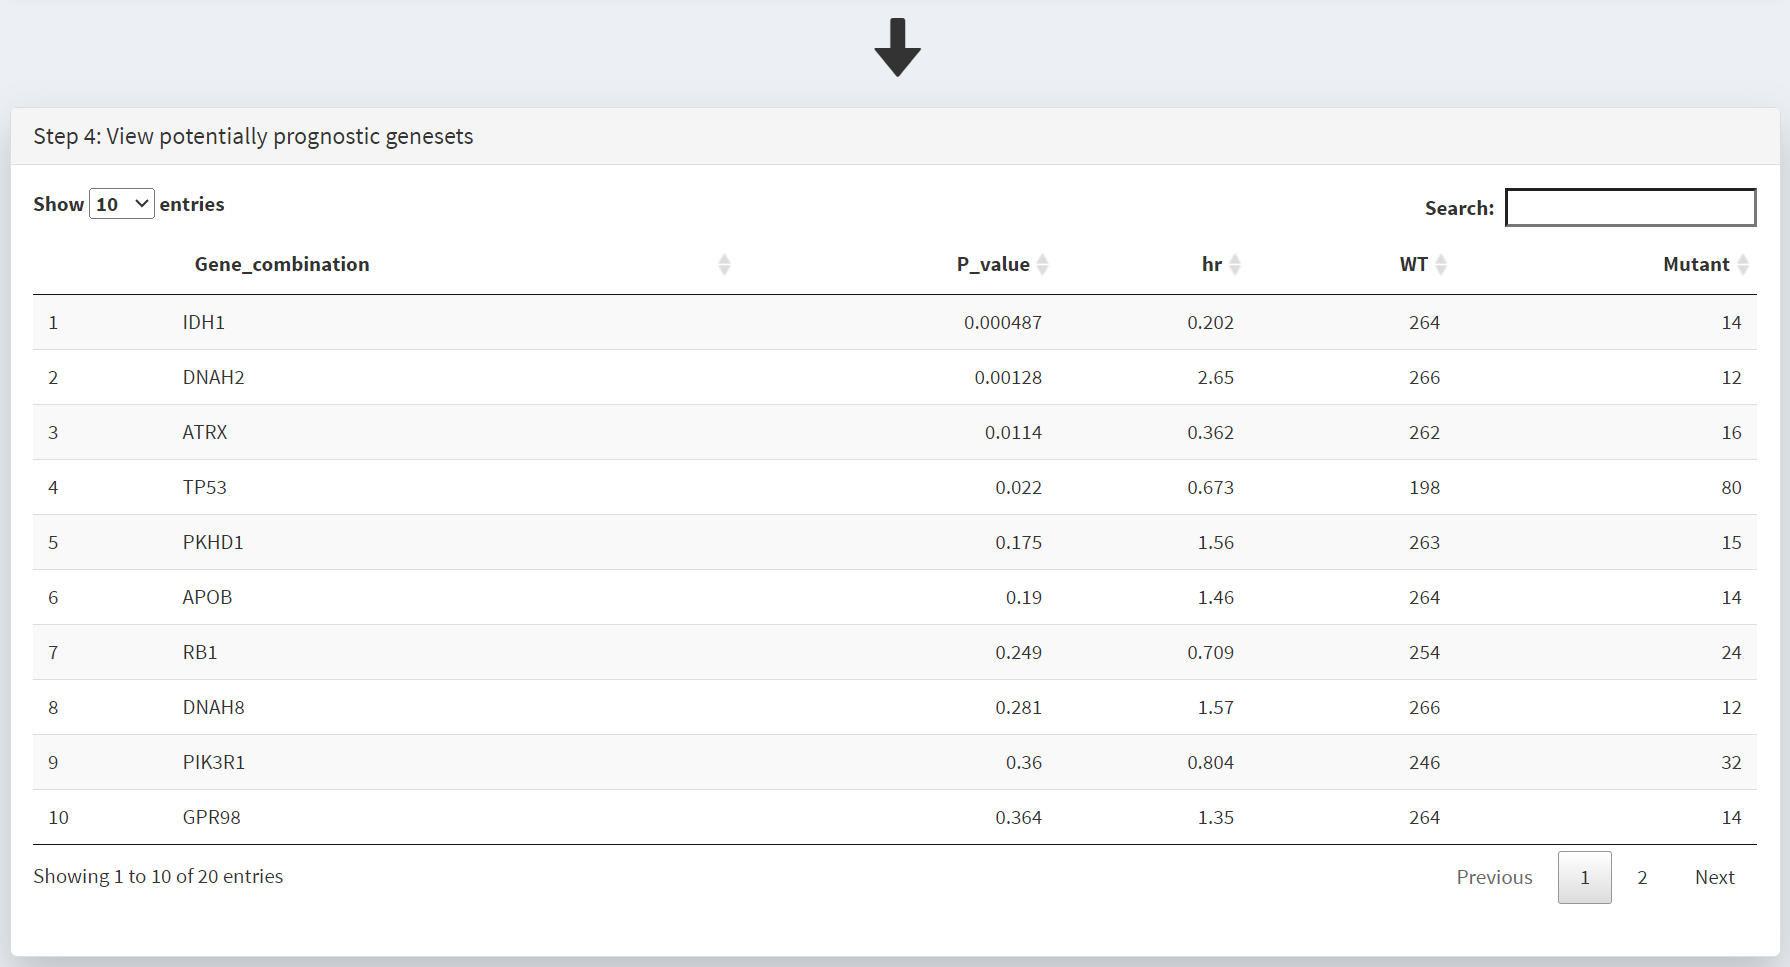 Step 4: View potentially prognostic genesets
Show 10 entries Search:
Gene_combination P_value hr WT Mutant
1 IDH1 0.000487 0.202 264 14
2 DNAH2 0.00128 2.65 266 12
3 ATRX 0.0114 0.362 262 16
4 TP53 0.022 0.673 198 80
5 PKHD1 0.175 1.56 263 15
6 APOB 0.19 1.46 264 14
7 RB1 0.249 0.709 254 24
8 DNAH8 0.281 1.57 266 12
9 PIK3R1 0.36 0.804 246 32
10 GPR98 0.364 1.35 264 14
Showing 1 to 10 of 20 entries Previous 1 2 Next